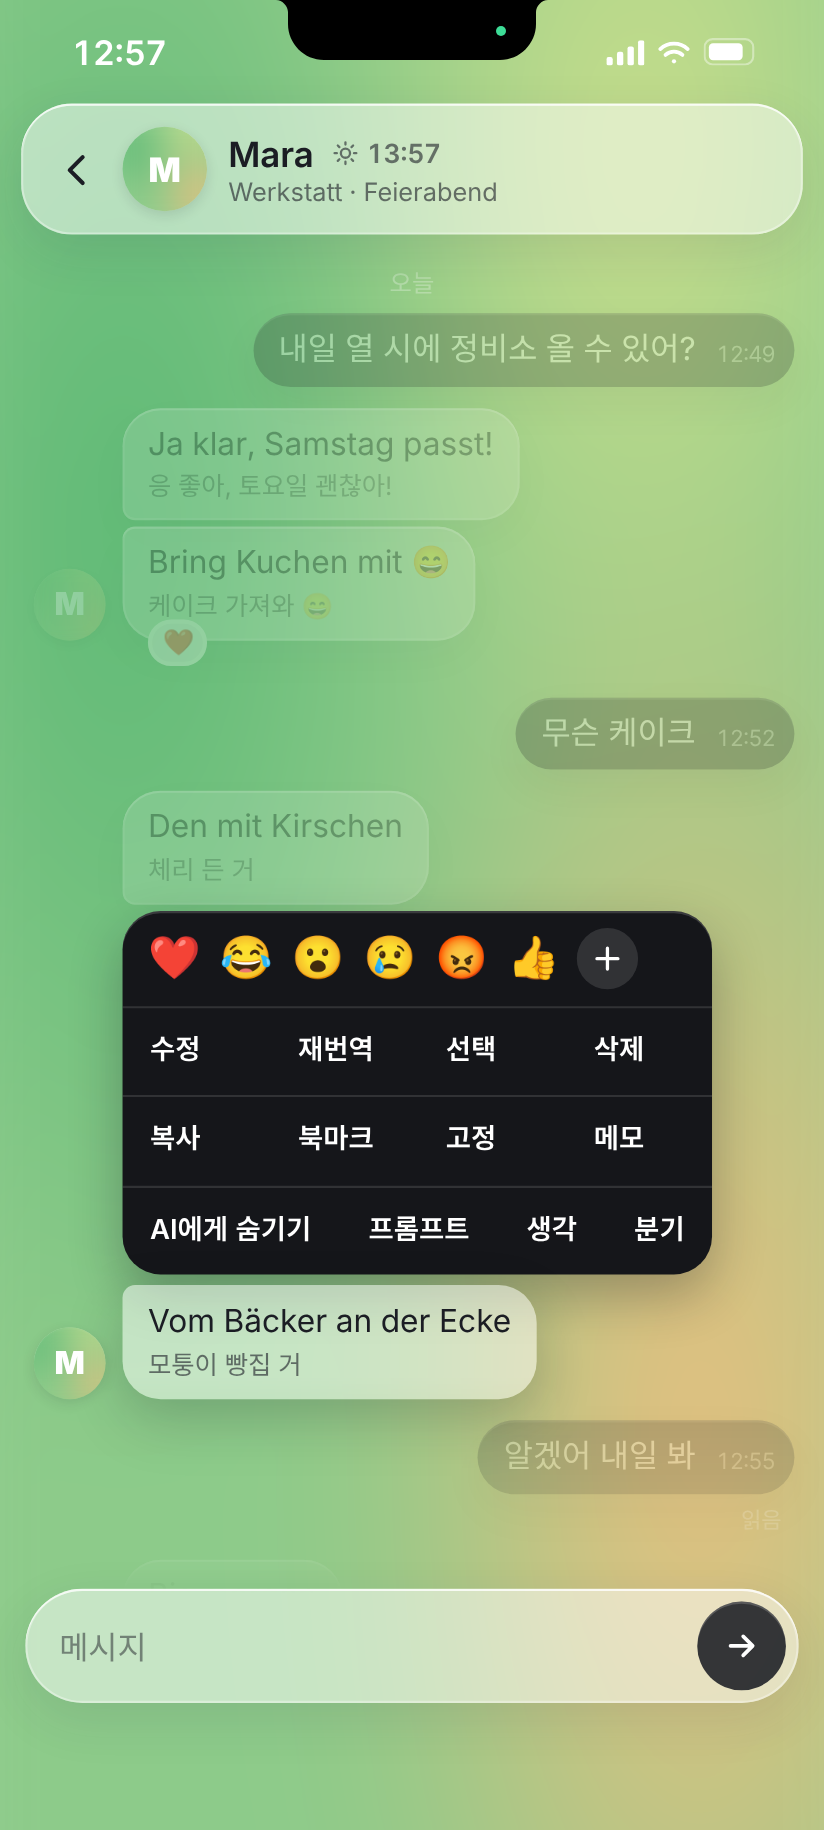 12:57
M
Mara 13:57
Werkstatt · Feierabend
오늘
내일 열 시에 정비소 올 수 있어? 12:49
Ja klar, Samstag passt!
응 좋아, 토요일 괜찮아!
Bring Kuchen mit 😄
케이크 가져와 😄
M
무슨 케이크 12:52
Den mit Kirschen
체리 든 거
수정 재번역 선택 삭제
복사 북마크 고정 메모
AI에게 숨기기 프롬프트 생각 분기
Vom Bäcker an der Ecke
모퉁이 빵집 거
M
알겠어 내일 봐 12:55
읽음
메시지